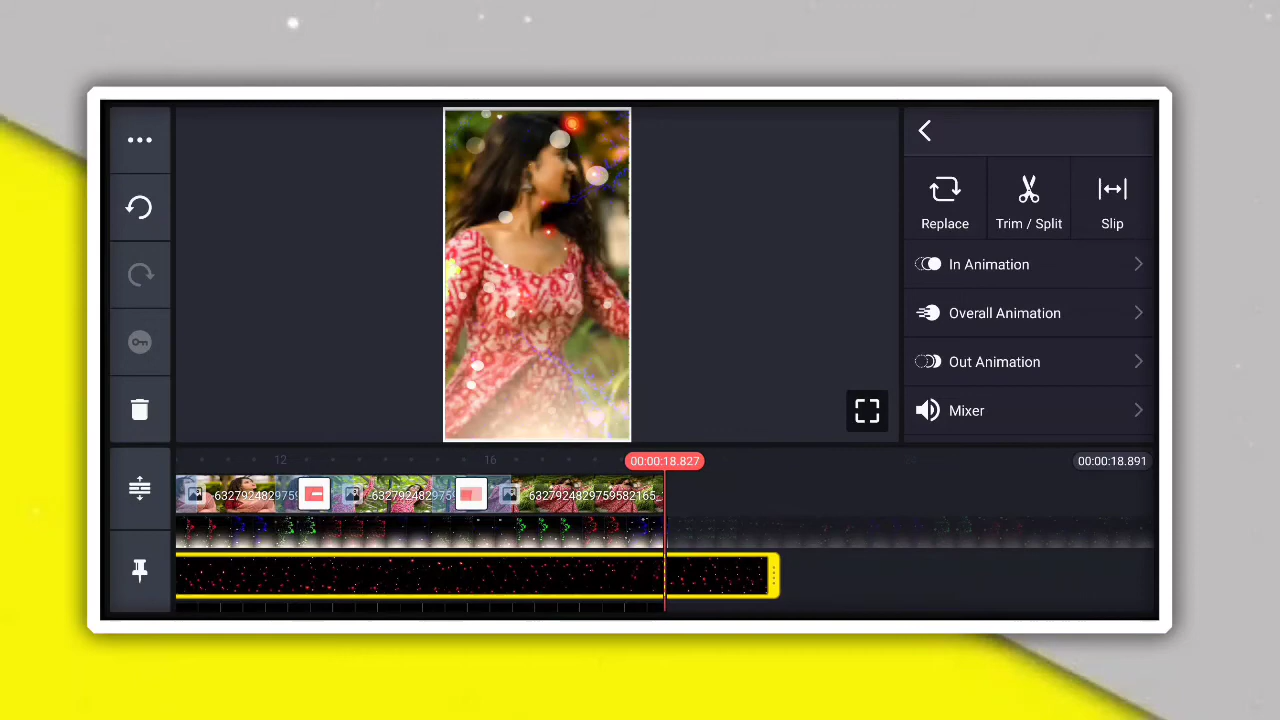 Replace
Trim / Split
Slip
In Animation
Overall Animation
Out Animation
Mixer
12
16
00:00:18.827
00:00:18.891
6327924829759
6327924829759
6327924829759582165